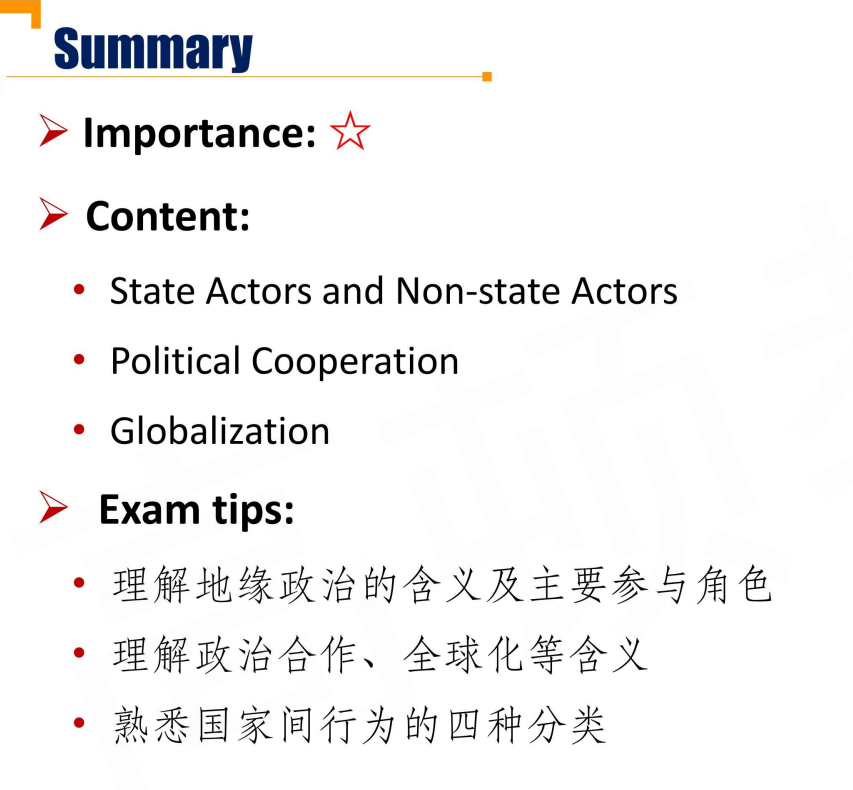 Summary
Importance: ☆
Content:
State Actors and Non-state Actors
Political Cooperation
Globalization
Exam tips:
理解地缘政治的含义及主要参与角色
理解政治合作、全球化等含义
熟悉国家间行为的四种分类